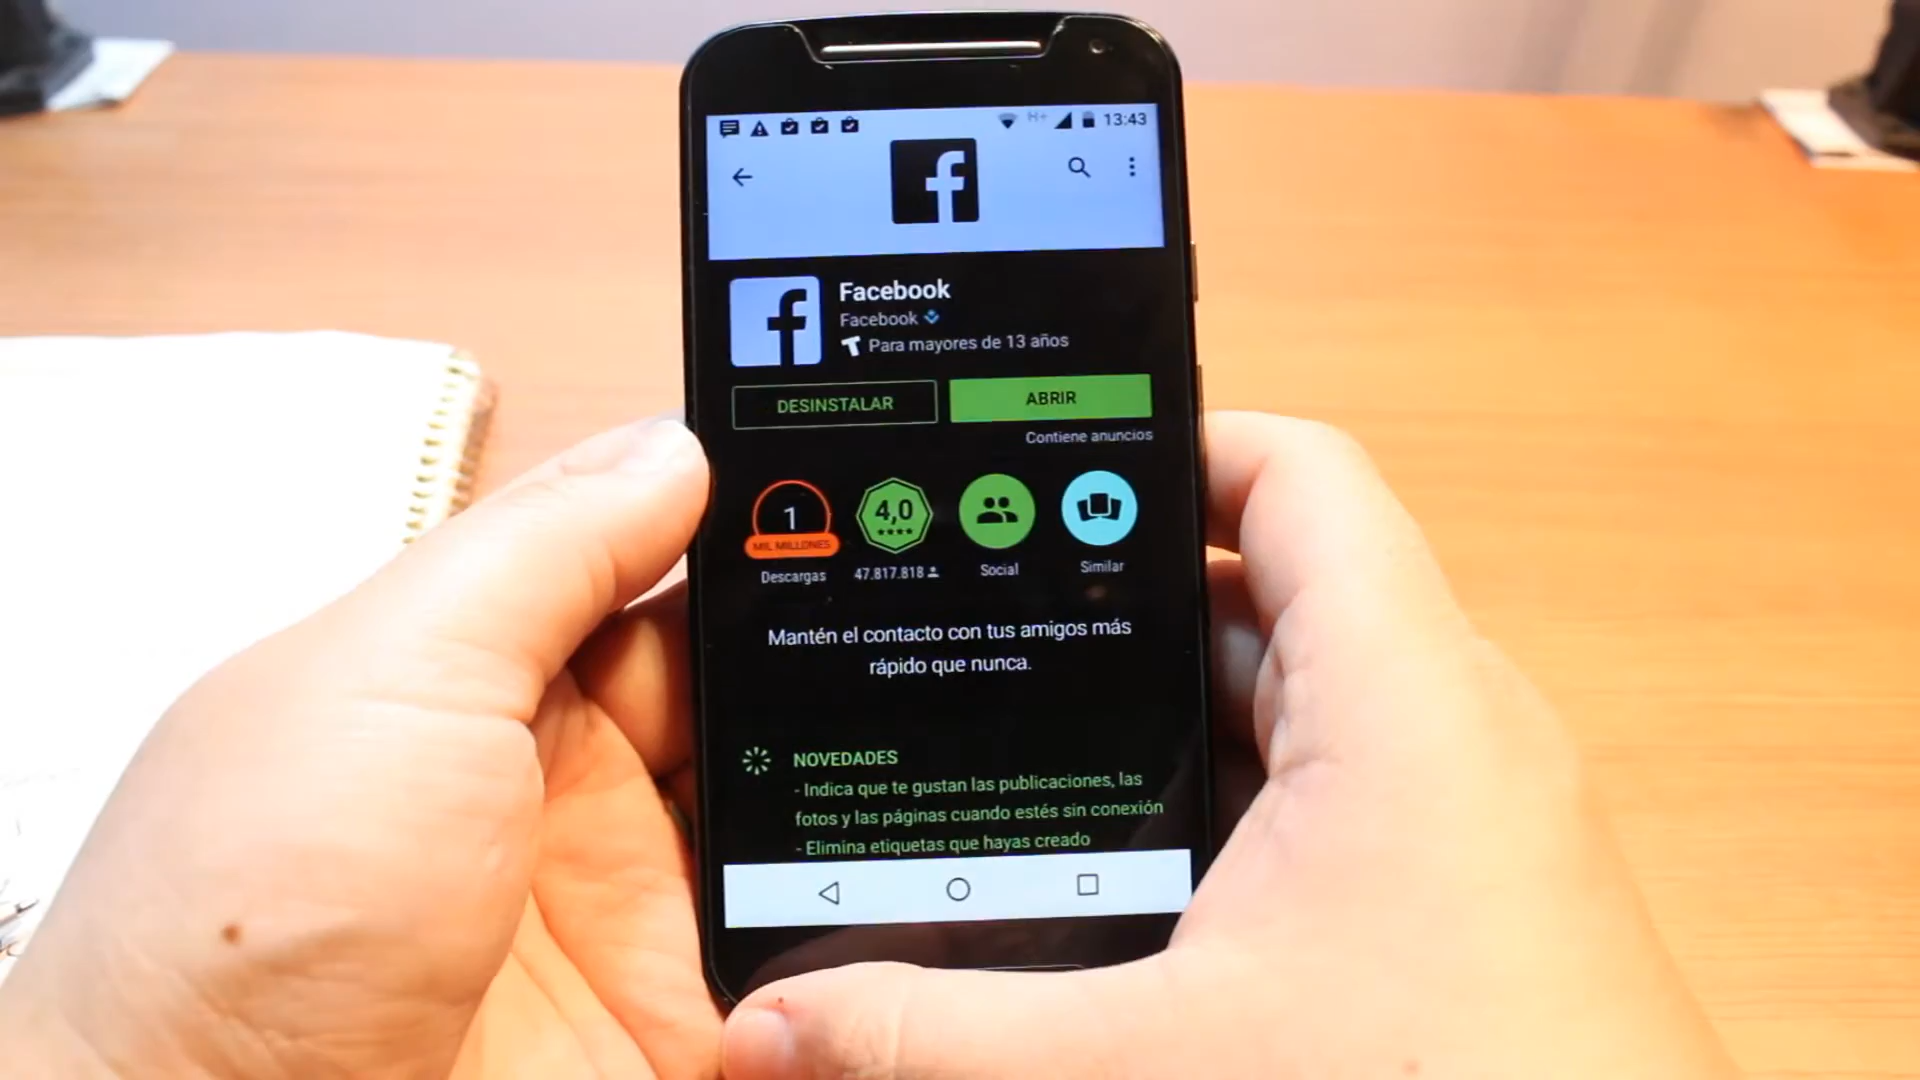 H+ 13:43
Facebook
Facebook
Para mayores de 13 años
DESINSTALAR
ABRIR
Contiene anuncios
1
MIL MILLONES
Descargas
4,0
47.817.818
Social
Similar
Mantén el contacto con tus amigos más
rápido que nunca.
NOVEDADES
- Indica que te gustan las publicaciones, las
fotos y las páginas cuando estés sin conexión
- Elimina etiquetas que hayas creado